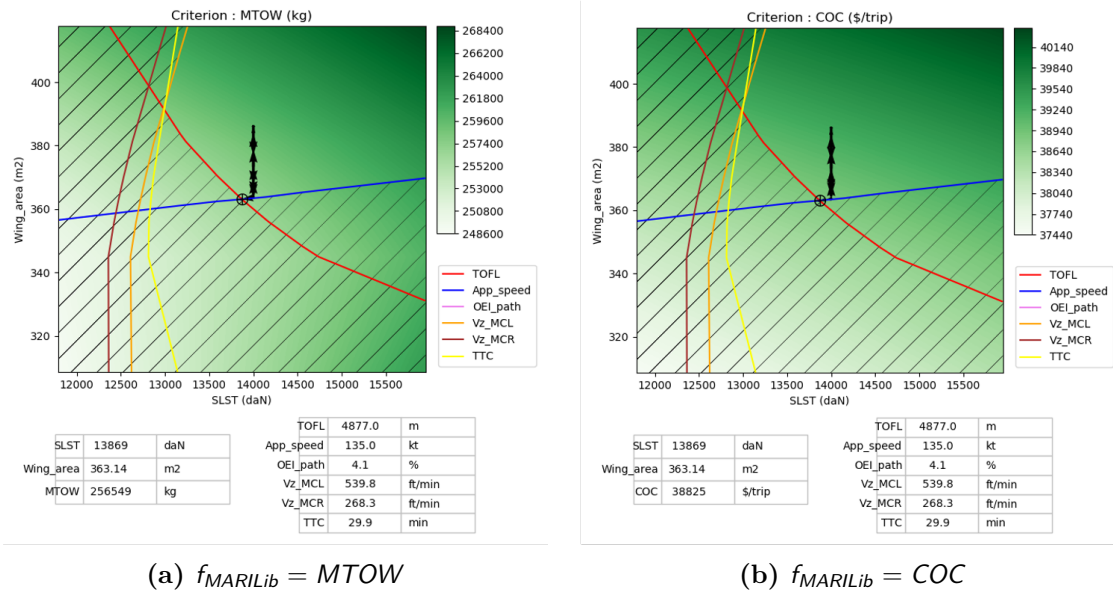 Criterion : MTOW (kg)
Wing_area (m2)
400
380
360
340
320
12000 12500 13000 13500 14000 14500 15000 15500
SLST (daN)
268400
266200
264000
261800
259600
257400
255200
253000
250800
248600
TOFL
App_speed
OEI_path
Vz_MCL
Vz_MCR
TTC
SLST 13869 daN
Wing_area 363.14 m2
MTOW 256549 kg
TOFL 4877.0 m
App_speed 135.0 kt
OEI_path 4.1 %
Vz_MCL 539.8 ft/min
Vz_MCR 268.3 ft/min
TTC 29.9 min
(a) fMARILib = MTOW
Criterion : COC ($/trip)
Wing_area (m2)
400
380
360
340
320
12000 12500 13000 13500 14000 14500 15000 15500
SLST (daN)
40140
39840
39540
39240
38940
38640
38340
38040
37740
37440
TOFL
App_speed
OEI_path
Vz_MCL
Vz_MCR
TTC
SLST 13869 daN
Wing_area 363.14 m2
COC 38825 $/trip
TOFL 4877.0 m
App_speed 135.0 kt
OEI_path 4.1 %
Vz_MCL 539.8 ft/min
Vz_MCR 268.3 ft/min
TTC 29.9 min
(b) fMARILib = COC